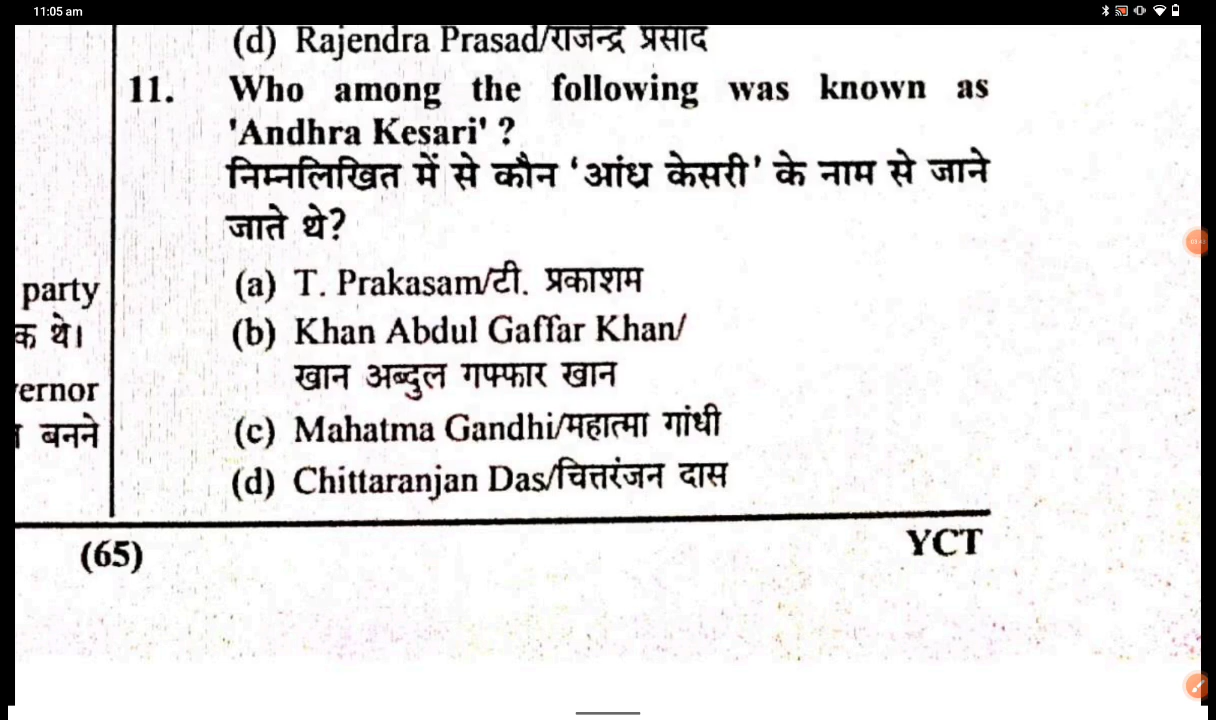 11:05 am
(d) Rajendra Prasad/राजेन्द्र प्रसाद
11. Who among the following was known as
'Andhra Kesari' ?
निम्नलिखित में से कौन ‘आंध्र केसरी’ के नाम से जाने
जाते थे?
(a) T. Prakasam/टी. प्रकाशम
(b) Khan Abdul Gaffar Khan/
खान अब्दुल गफ्फार खान
(c) Mahatma Gandhi/महात्मा गांधी
(d) Chittaranjan Das/चित्तरंजन दास
party
क थे।
ernor
बनने
(65)
YCT